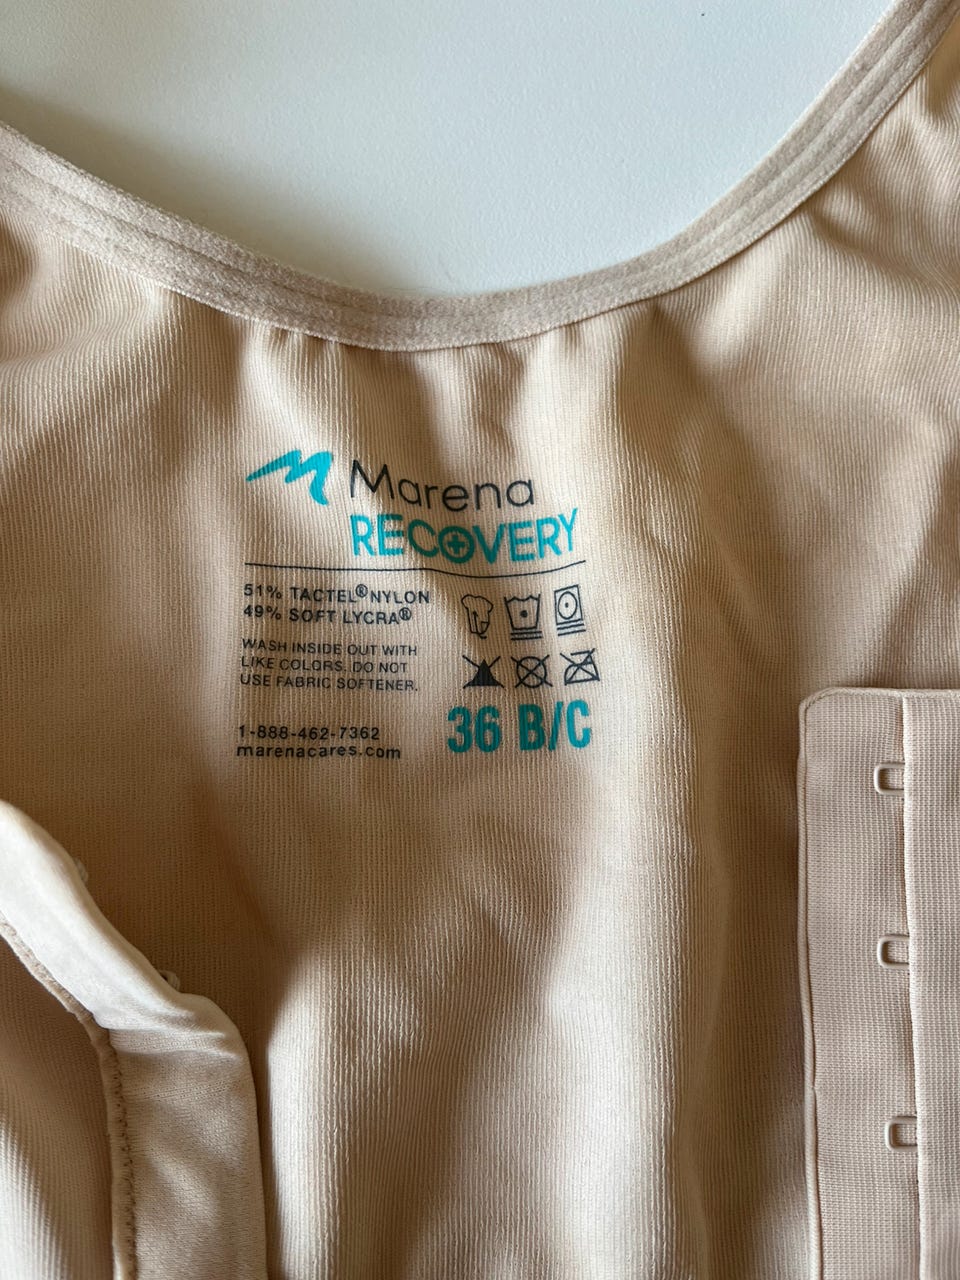 Marena
RECOVERY
51% TACTEL® NYLON
49% SOFT LYCRA®
WASH INSIDE OUT WITH
LIKE COLORS. DO NOT
USE FABRIC SOFTENER.
1-888-462-7362
marenacares.com
36 B/C